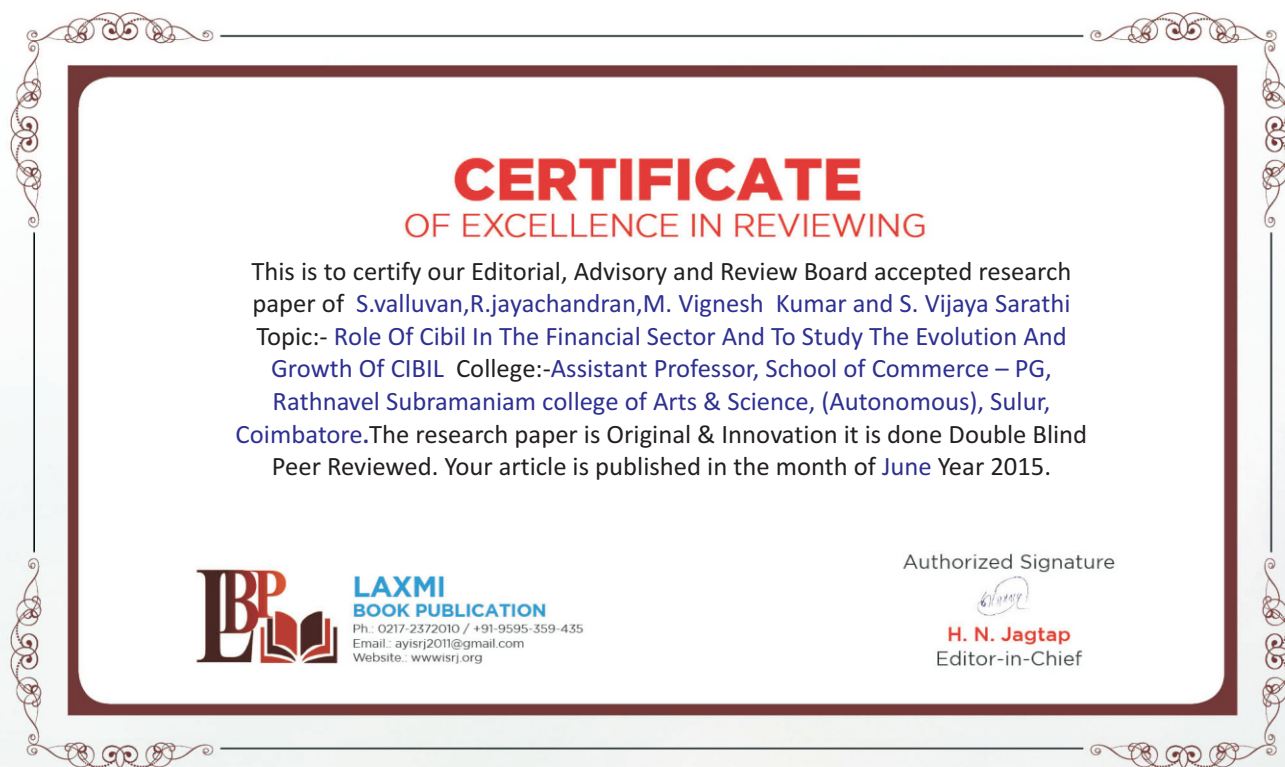 CERTIFICATE
OF EXCELLENCE IN REVIEWING
This is to certify our Editorial, Advisory and Review Board accepted research
paper of S.valluvan,R.jayachandran,M. Vignesh Kumar and S. Vijaya Sarathi
Topic:- Role Of Cibil In The Financial Sector And To Study The Evolution And
Growth Of CIBIL College:-Assistant Professor, School of Commerce – PG,
Rathnavel Subramaniam college of Arts & Science, (Autonomous), Sulur,
Coimbatore.The research paper is Original & Innovation it is done Double Blind
Peer Reviewed. Your article is published in the month of June Year 2015.
LBP
LAXMI
BOOK PUBLICATION
Ph.: 0217-2372010 / +91-9595-359-435
Email.: ayisrj2011@gmail.com
Website.: wwwisrj.org
Authorized Signature
H. N. Jagtap
Editor-in-Chief